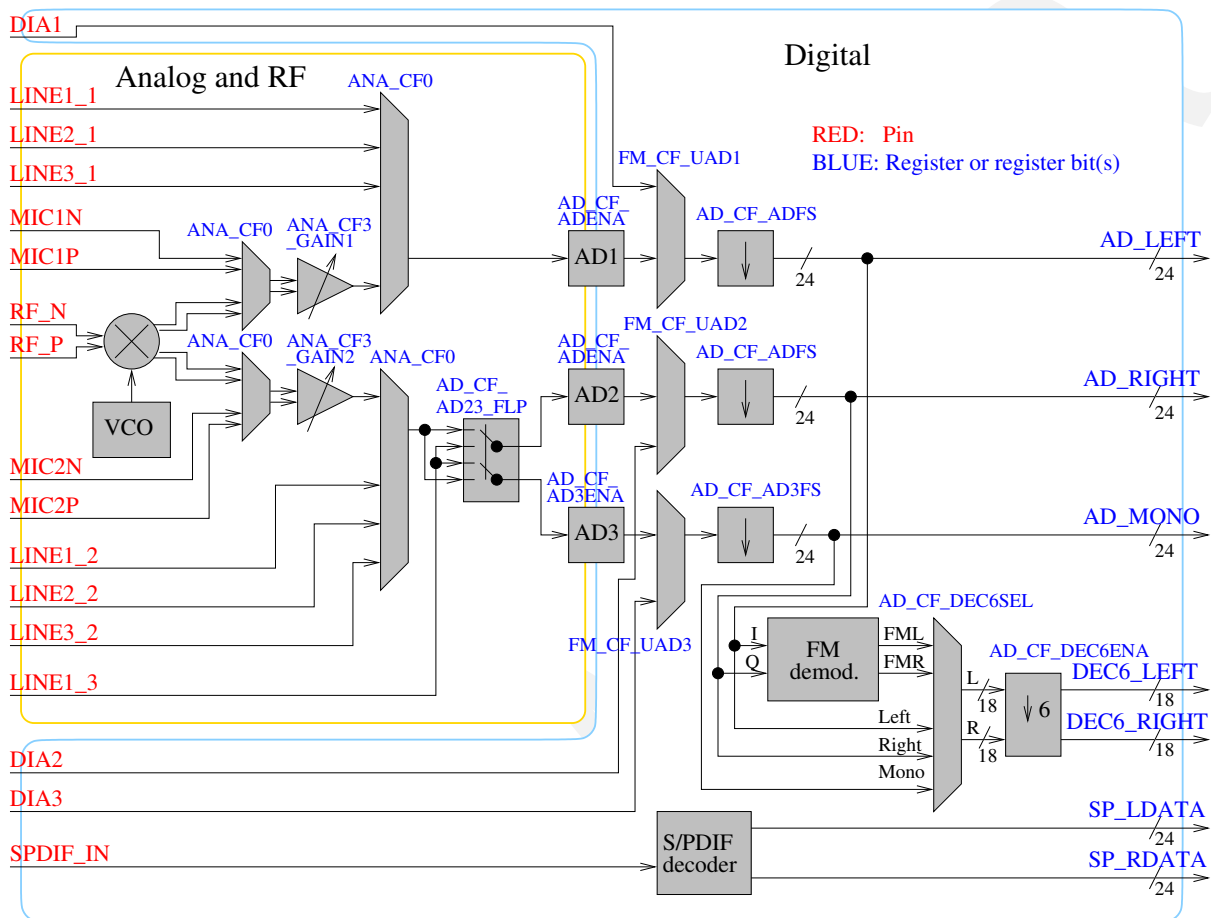 DIA1
Analog and RF
Digital
ANA_CF0
LINE1_1
LINE2_1
LINE3_1
RED: Pin
BLUE: Register or register bit(s)
FM_CF_UAD1
MIC1N
MIC1P
ANA_CF0
ANA_CF3
_GAIN1
AD_CF_
ADENA
AD1
AD_CF_ADFS
24
AD_LEFT
24
RF_N
RF_P
ANA_CF0
ANA_CF3
_GAIN2
ANA_CF0
VCO
AD_CF_
AD23_FLP
AD_CF_
ADENA
AD2
FM_CF_UAD2
AD_CF_ADFS
24
AD_RIGHT
24
MIC2N
MIC2P
AD_CF_
AD3ENA
AD3
AD_CF_AD3FS
24
AD_MONO
24
LINE1_2
LINE2_2
LINE3_2
LINE1_3
FM_CF_UAD3
AD_CF_DEC6SEL
I
Q
FM
demod.
FML
FMR
Left
Right
Mono
L
18
R
18
AD_CF_DEC6ENA
6
DEC6_LEFT
18
DEC6_RIGHT
18
DIA2
DIA3
SPDIF_IN
S/PDIF
decoder
SP_LDATA
24
SP_RDATA
24